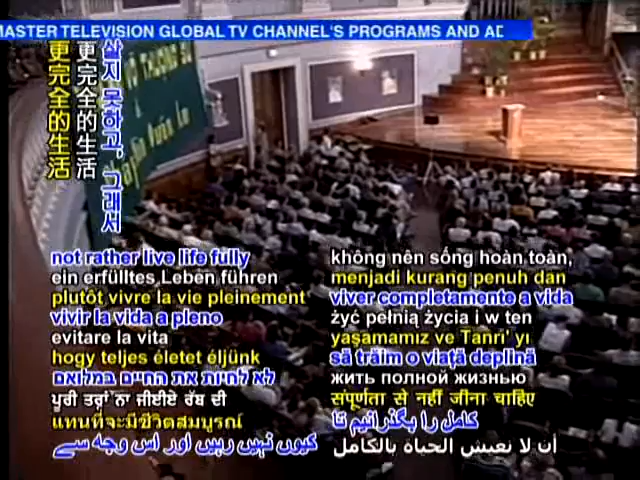 MASTER TELEVISION GLOBAL TV CHANNEL'S PROGRAMS AND AD
更完全的生活
更完全的生活
살지 못하고, 그래서
not rather live life fully
ein erfülltes Leben führen
plutôt vivre la vie pleinement
vivir la vida a pleno
evitare la vita
hogy teljes életet éljünk
לא לחיות את החיים במלואם
ਪੂਰੀ ਤਰ੍ਹਾਂ ਨਾ ਜੀਈਏ ਰੱਬ ਦੀ
แทนที่จะมีชีวิตสมบูรณ์
کیوں نہیں رہیں اور اس وجہ سے
không nên sống hoàn toàn,
menjadi kurang penuh dan
viver completamente a vida
żyć pełnią życia i w ten
yaşamamız ve Tanrı' yı
să trăim o viaţă deplină
жить полной жизнью
संपूर्णता से नहीं जीना चाहिए
کامل را بگذرانیم تا
أن لا نعيش الحياة بالكامل